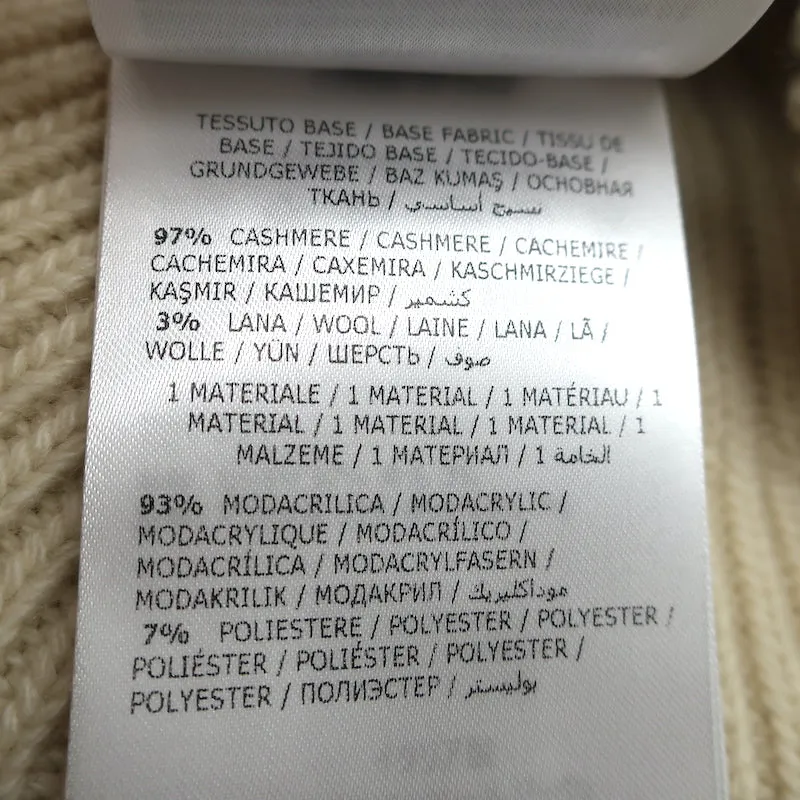 TESSUTO BASE / BASE FABRIC / TISSU DE
BASE / TEJIDO BASE / TECIDO-BASE /
GRUNDGEWEBE / BAZ KUMAŞ / ОСНОВНАЯ
ТКАНЬ / نسيج أساسي
97% CASHMERE / CASHMERE / CACHEMIRE /
CACHEMIRA / CAXEMIRA / KASCHMIRZIEGE /
KAŞMIR / КАШЕМИР / كشمير
3% LANA / WOOL / LAINE / LANA / LÃ /
WOLLE / YÜN / ШЕРСТЬ / صوف
1 MATERIALE / 1 MATERIAL / 1 MATÉRIAU / 1
MATERIAL / 1 MATERIAL / 1 MATERIAL / 1
MALZEME / 1 МАТЕРИАЛ / 1 الخامة
93% MODACRILICA / MODACRYLIC /
MODACRYLIQUE / MODACRÍLICO /
MODACRÍLICA / MODACRYLFASERN /
MODAKRILIK / МОДАКРИЛ / موداكليريك
7% POLIESTERE / POLYESTER / POLYESTER /
POLIÉSTER / POLIÉSTER / POLYESTER /
POLYESTER / ПОЛИЭСТЕР / بوليستر